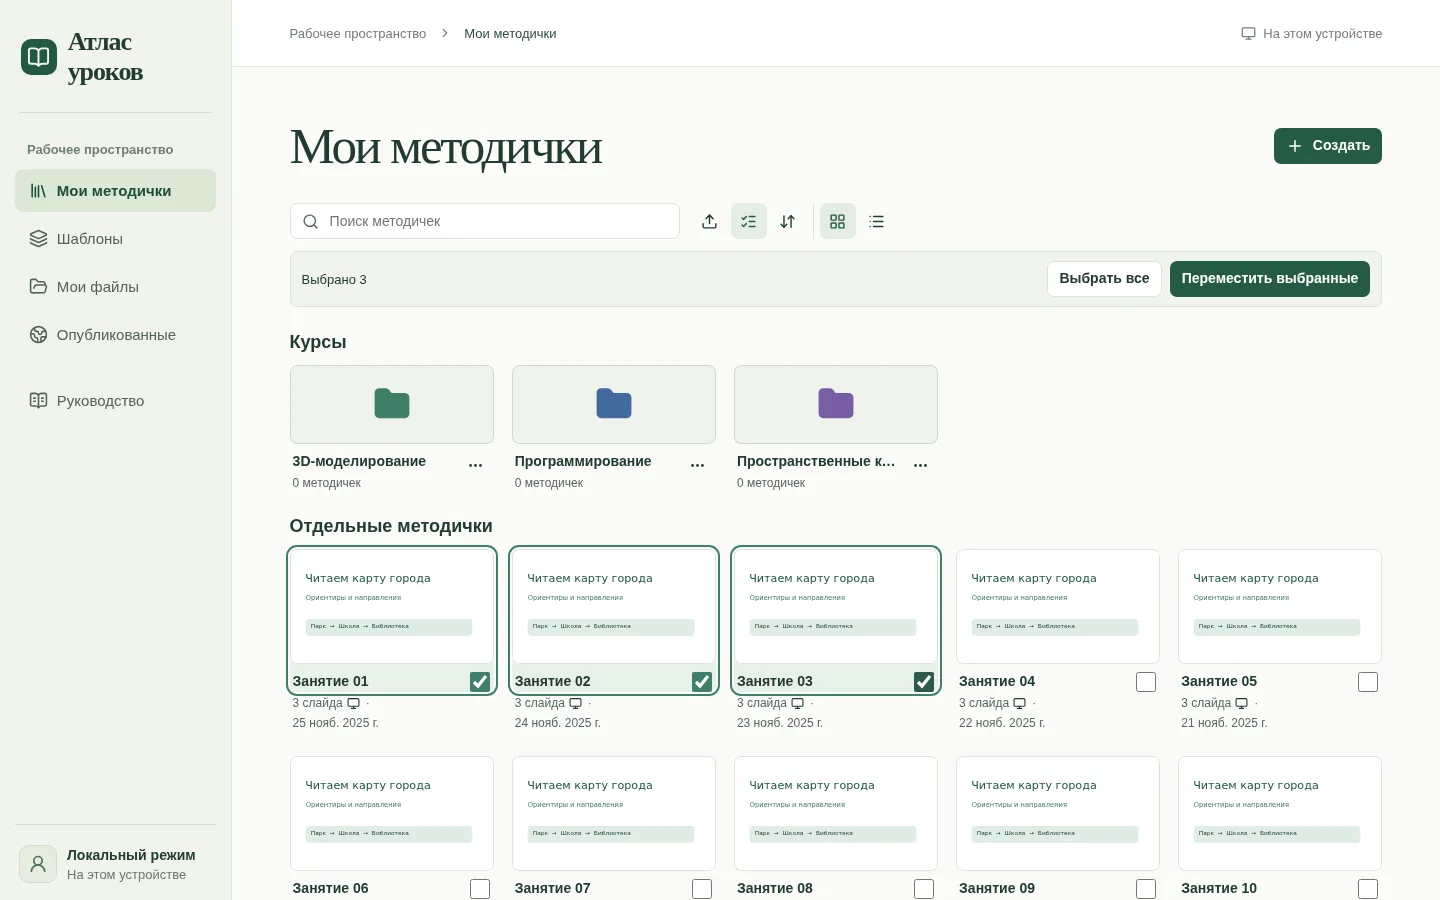 Атлас
уроков
Рабочее пространство
Мои методички
Шаблоны
Мои файлы
Опубликованные
Руководство
Локальный режим
На этом устройстве
Рабочее пространство > Мои методички
На этом устройстве
Мои методички
Создать
Поиск методичек
Выбрано 3
Выбрать все
Переместить выбранные
Курсы
3D-моделирование
0 методичек
Программирование
0 методичек
Пространственные к...
0 методичек
Отдельные методички
Читаем карту города
Ориентиры и направления
Парк → Школа → Библиотека
Занятие 01
3 слайда ·
25 нояб. 2025 г.
Читаем карту города
Ориентиры и направления
Парк → Школа → Библиотека
Занятие 02
3 слайда ·
24 нояб. 2025 г.
Читаем карту города
Ориентиры и направления
Парк → Школа → Библиотека
Занятие 03
3 слайда ·
23 нояб. 2025 г.
Читаем карту города
Ориентиры и направления
Парк → Школа → Библиотека
Занятие 04
3 слайда ·
22 нояб. 2025 г.
Читаем карту города
Ориентиры и направления
Парк → Школа → Библиотека
Занятие 05
3 слайда ·
21 нояб. 2025 г.
Читаем карту города
Ориентиры и направления
Парк → Школа → Библиотека
Занятие 06
Читаем карту города
Ориентиры и направления
Парк → Школа → Библиотека
Занятие 07
Читаем карту города
Ориентиры и направления
Парк → Школа → Библиотека
Занятие 08
Читаем карту города
Ориентиры и направления
Парк → Школа → Библиотека
Занятие 09
Читаем карту города
Ориентиры и направления
Парк → Школа → Библиотека
Занятие 10